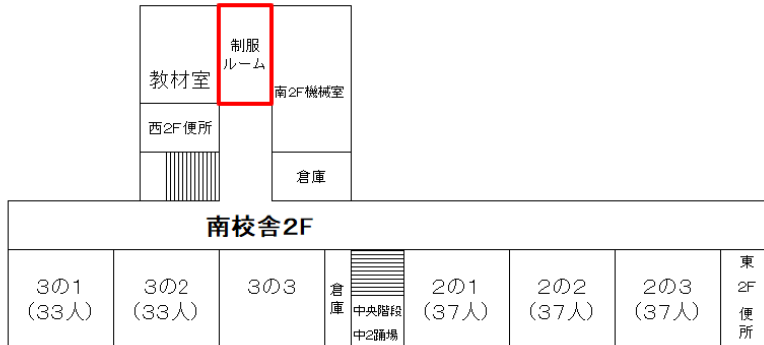 制服
ルーム
教材室
南2F機械室
西2F便所
倉庫
南校舎2F
3の1
(33人)
3の2
(33人)
3の3
倉庫
中央階段
中2踊場
2の1
(37人)
2の2
(37人)
2の3
(37人)
東
2F
便
所